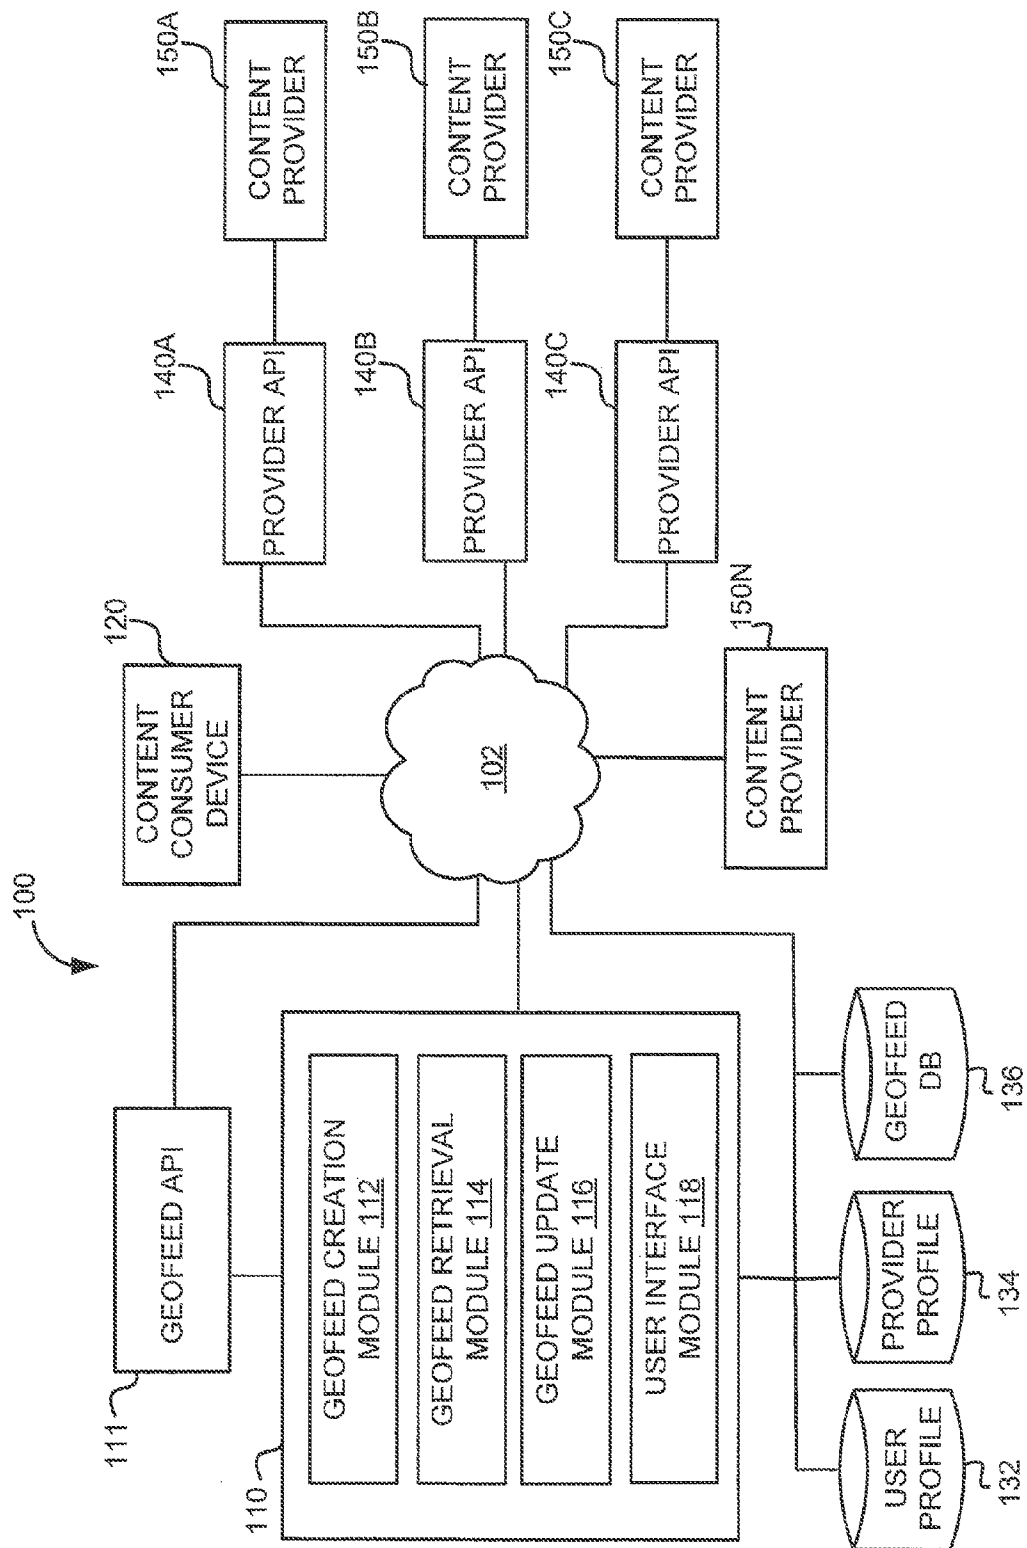 100
111
GEOFEED API
110
GEOFEED CREATION
MODULE 112
GEOFEED RETRIEVAL
MODULE 114
GEOFEED UPDATE
MODULE 116
USER INTERFACE
MODULE 118
USER
PROFILE
132
PROVIDER
PROFILE
134
GEOFEED
DB
136
120
CONTENT
CONSUMER
DEVICE
102
150N
CONTENT
PROVIDER
140A
PROVIDER API
150A
CONTENT
PROVIDER
140B
PROVIDER API
150B
CONTENT
PROVIDER
140C
PROVIDER API
150C
CONTENT
PROVIDER